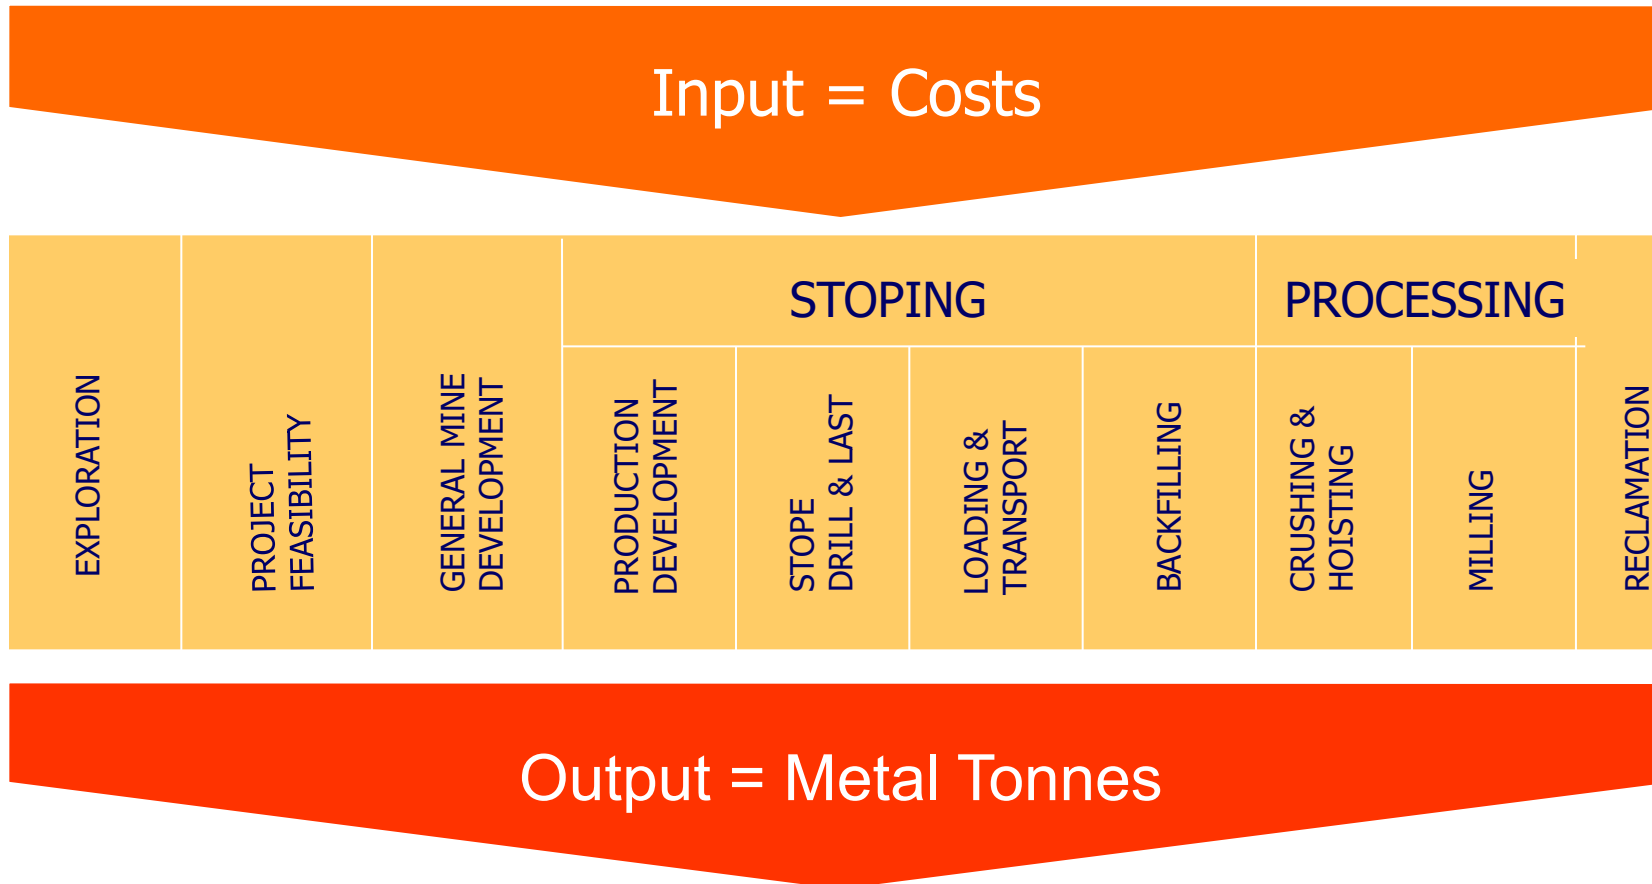 Input = Costs
STOPING
PROCESSING
EXPLORATION
PROJECT
FEASIBILITY
GENERAL MINE
DEVELOPMENT
PRODUCTION
DEVELOPMENT
STOPE
DRILL & LAST
LOADING &
TRANSPORT
BACKFILLING
CRUSHING &
HOISTING
MILLING
RECLAMATION
Output = Metal Tonnes